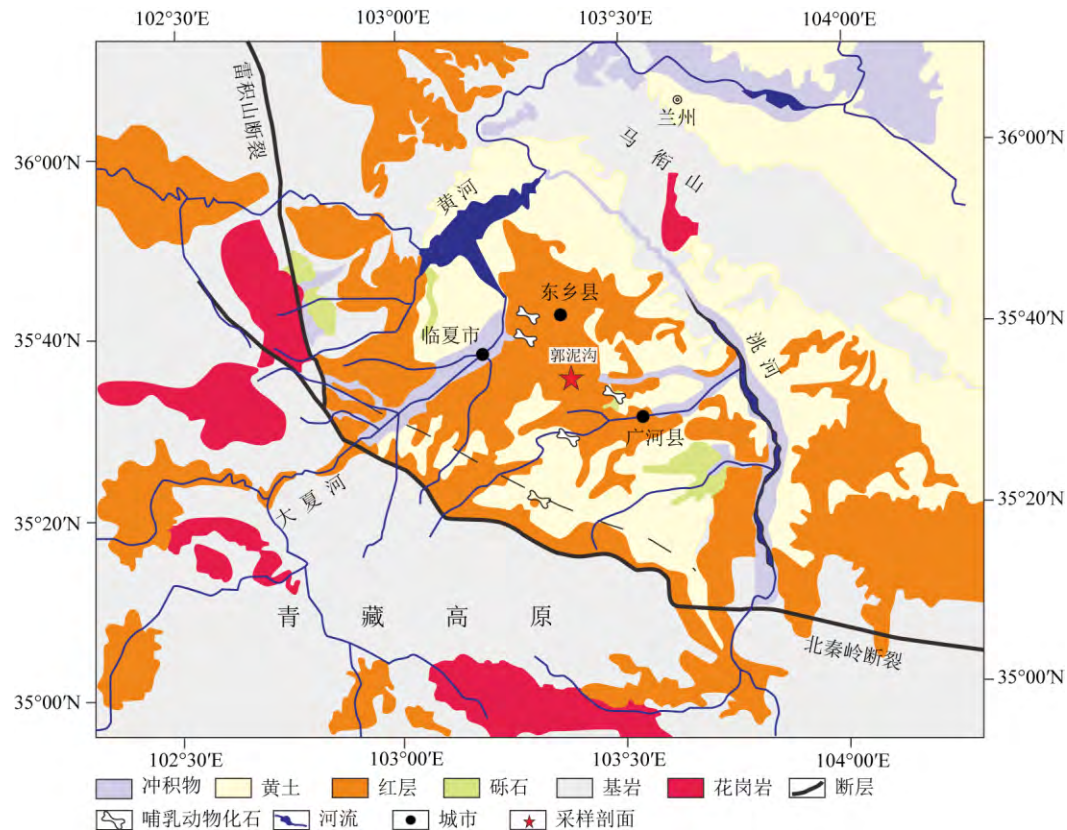 102°30′E 103°00′E 103°3′E 104°00′E
36°00′N
35°40′N
35°20′N
35°00′N
36°00′N
35°40′N
35°20′N
35°00′N
雷积山断裂
兰州
马衔山
黄河
东乡县
临夏市
郭泥沟
洮河
广河县
大夏河
青藏高原
北秦岭断裂
102°30′E 103°00′E 103°3′E 104°00′E
冲积物 黄土 红层 砾石 基岩 花岗岩 断层
哺乳动物化石 河流 城市 采样剖面